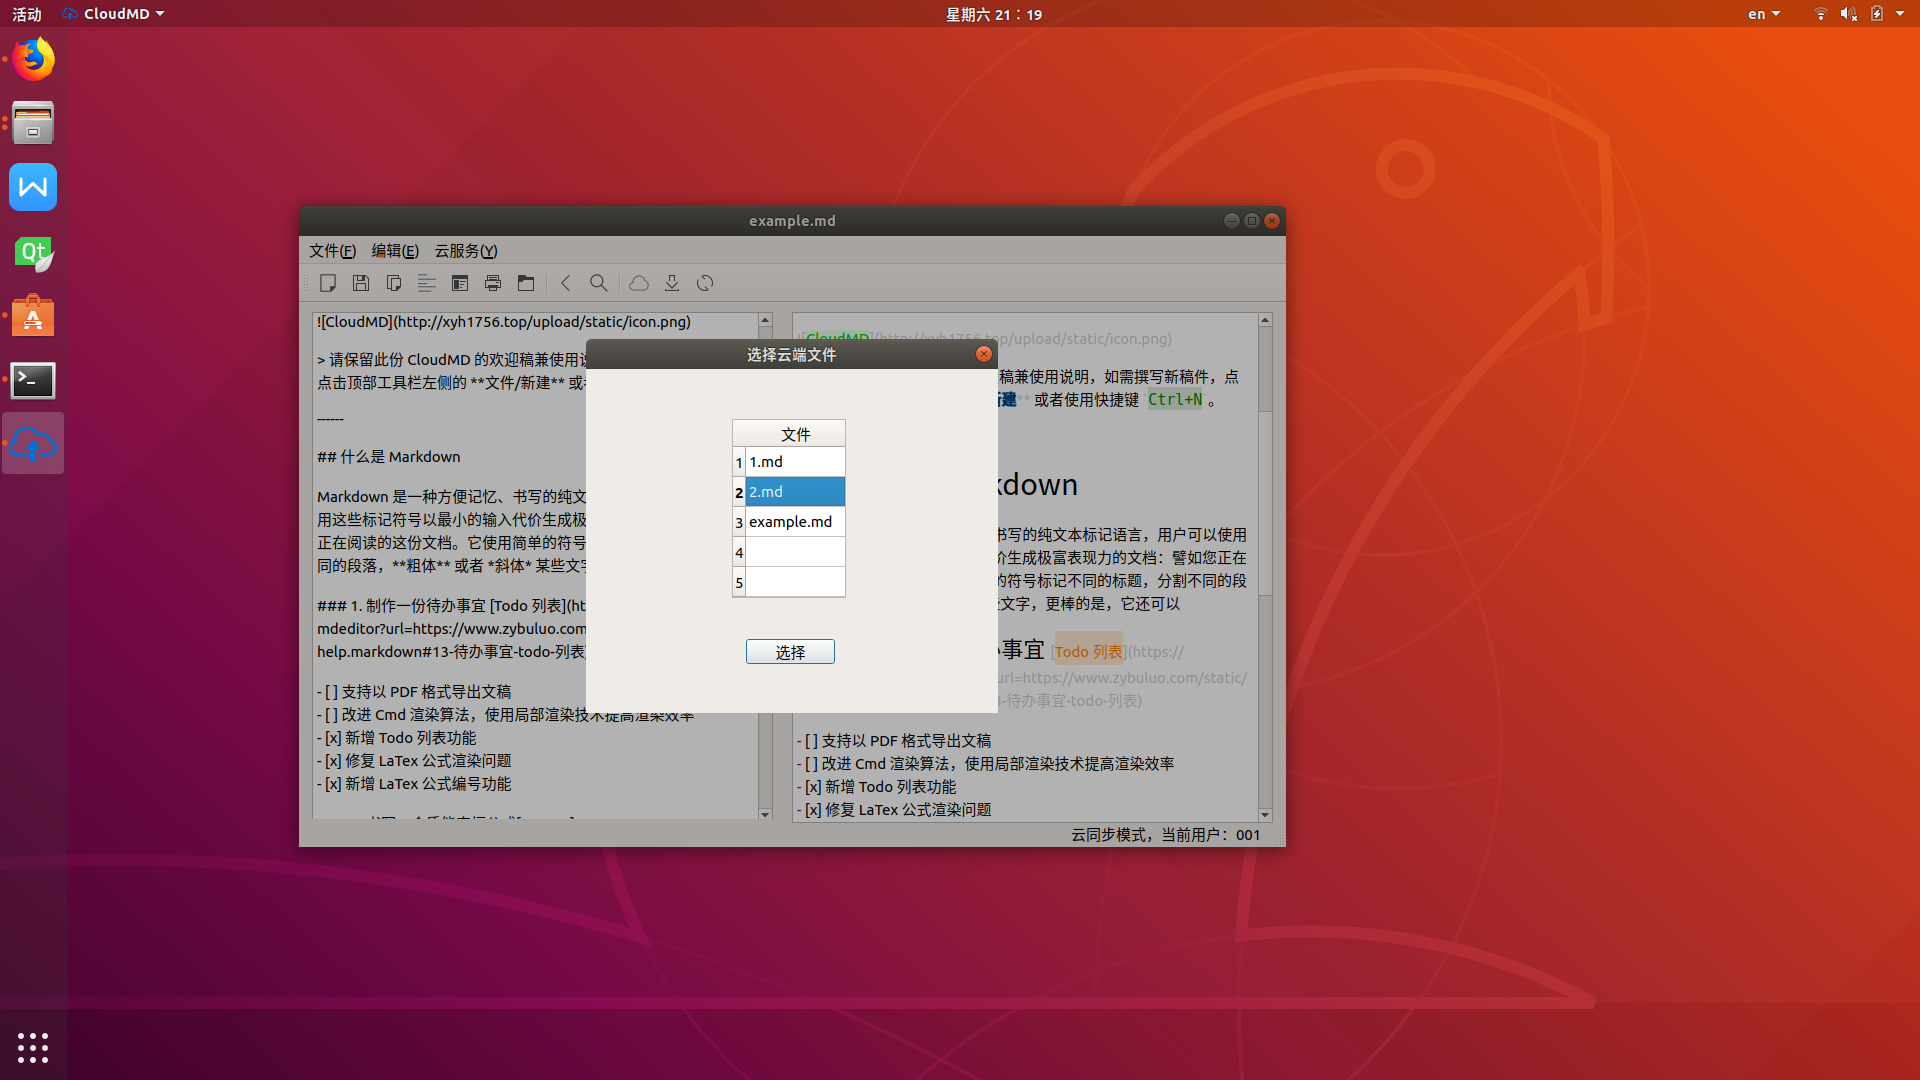 活动
CloudMD
星期六 21：19
en
example.md
文件(F) 编辑(E) 云服务(Y)
![CloudMD](http://xyh1756.top/upload/static/icon.png)
> 请保留此份 CloudMD 的欢迎稿兼使用
点击顶部工具栏左侧的 **文件/新建** 或
------
## 什么是 Markdown
Markdown 是一种方便记忆、书写的纯文
用这些标记符号以最小的输入代价生成极
正在阅读的这份文档。它使用简单的符号
同的段落，**粗体** 或者 *斜体* 某些文字
### 1. 制作一份待办事宜 [Todo 列表](ht
mdeditor?url=https://www.zybuluo.com
help.markdown#13-待办事宜-todo-列表
- [ ] 支持以 PDF 格式导出文稿
- [ ] 改进 Cmd 渲染算法，使用局部渲染技术提高渲染效率
- [x] 新增 Todo 列表功能
- [x] 修复 LaTex 公式渲染问题
- [x] 新增 LaTex 公式编号功能
选择云端文件
文件
1 1.md
2 2.md
3 example.md
4
5
选择
![CloudMD](http://xyh1756.top/upload/static/icon.png)
稿兼使用说明，如需撰写新稿件，点
建** 或者使用快捷键 `Ctrl+N`。
kdown
书写的纯文本标记语言，用户可以使用
价生成极富表现力的文档：譬如您正在
的符号标记不同的标题，分割不同的段
文字，更棒的是，它还可以
事宜 [Todo 列表](https://
url=https://www.zybuluo.com/static/
3-待办事宜-todo-列表)
- [ ] 支持以 PDF 格式导出文稿
- [ ] 改进 Cmd 渲染算法，使用局部渲染技术提高渲染效率
- [x] 新增 Todo 列表功能
- [x] 修复 LaTex 公式渲染问题
云同步模式，当前用户：001